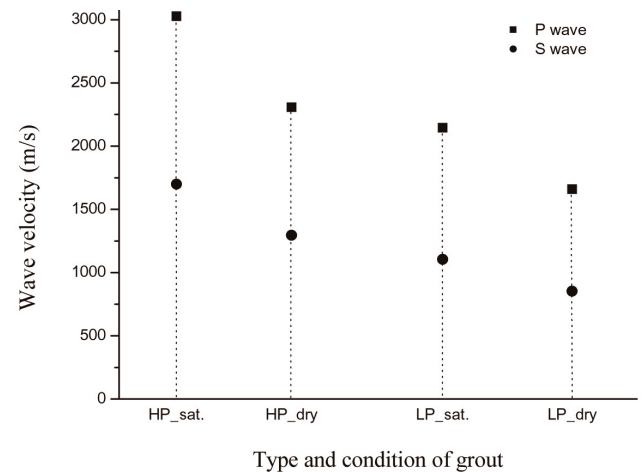 3000
2500
2000
1500
1000
500
0
Wave velocity (m/s)
P wave
S wave
HP_sat.
HP_dry
LP_sat.
LP_dry
Type and condition of grout